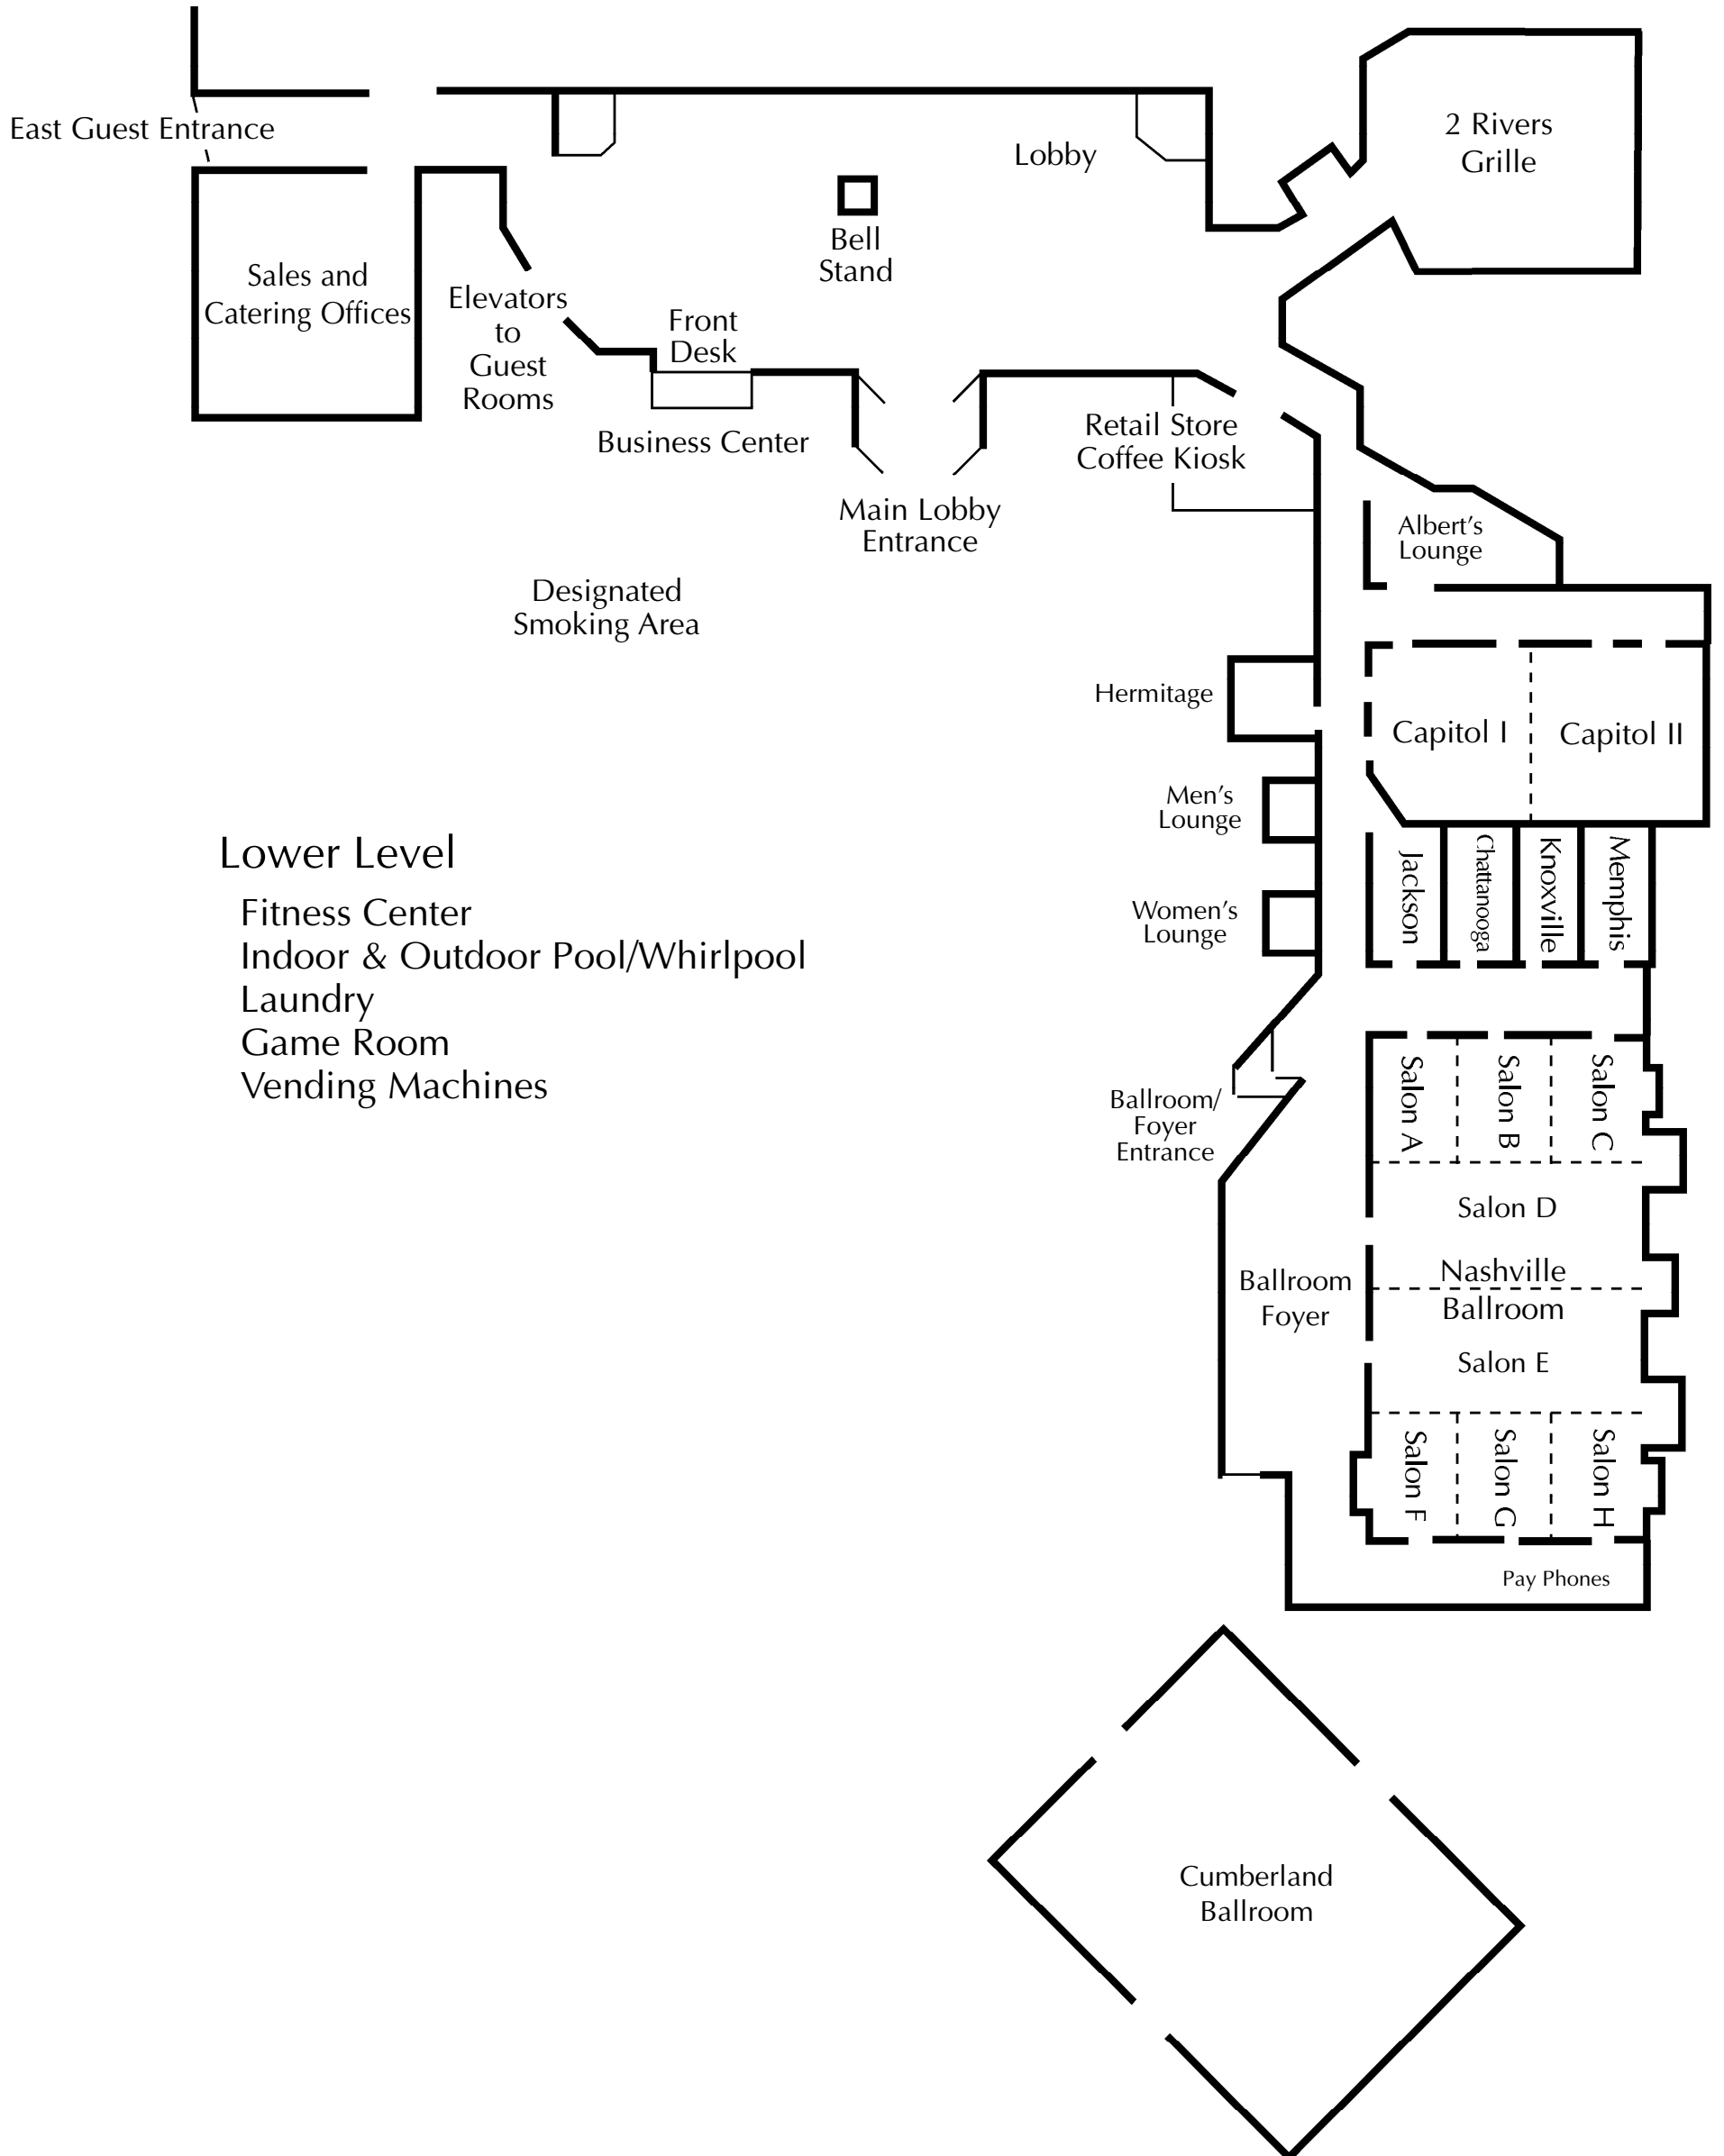 East Guest Entrance
Lobby
2 Rivers
Grille
Bell
Stand
Sales and
Catering Offices
Elevators
to
Guest
Rooms
Front
Desk
Business Center
Main Lobby
Entrance
Retail Store
Coffee Kiosk
Albert's
Lounge
Designated
Smoking Area
Hermitage
Capitol I
Capitol II
Men's
Lounge
Women's
Lounge
Jackson
Chattanooga
Knoxville
Memphis
Lower Level
Fitness Center
Indoor & Outdoor Pool/Whirlpool
Laundry
Game Room
Vending Machines
Ballroom/
Foyer
Entrance
Salon A
Salon B
Salon C
Salon D
Nashville
Ballroom
Salon E
Ballroom
Foyer
Salon F
Salon G
Salon H
Pay Phones
Cumberland
Ballroom